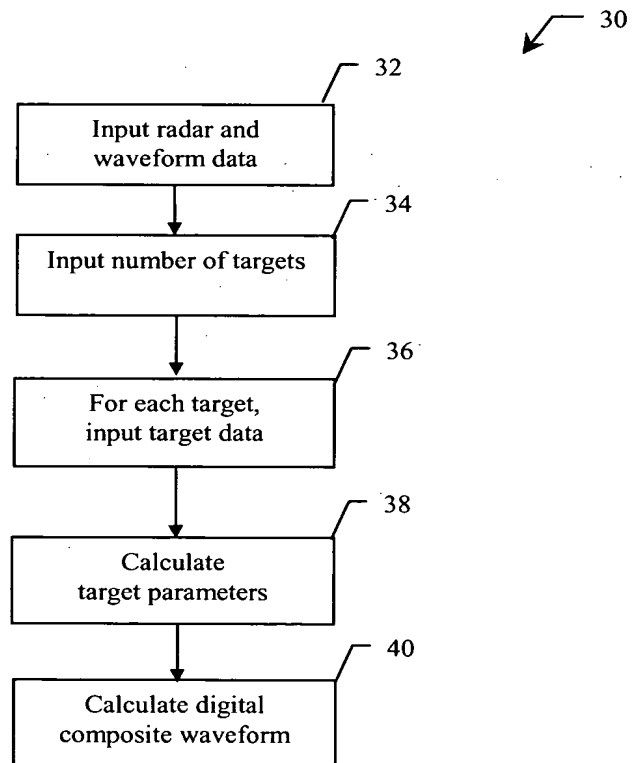 30
32
Input radar and
waveform data
34
Input number of targets
36
For each target,
input target data
38
Calculate
target parameters
40
Calculate digital
composite waveform